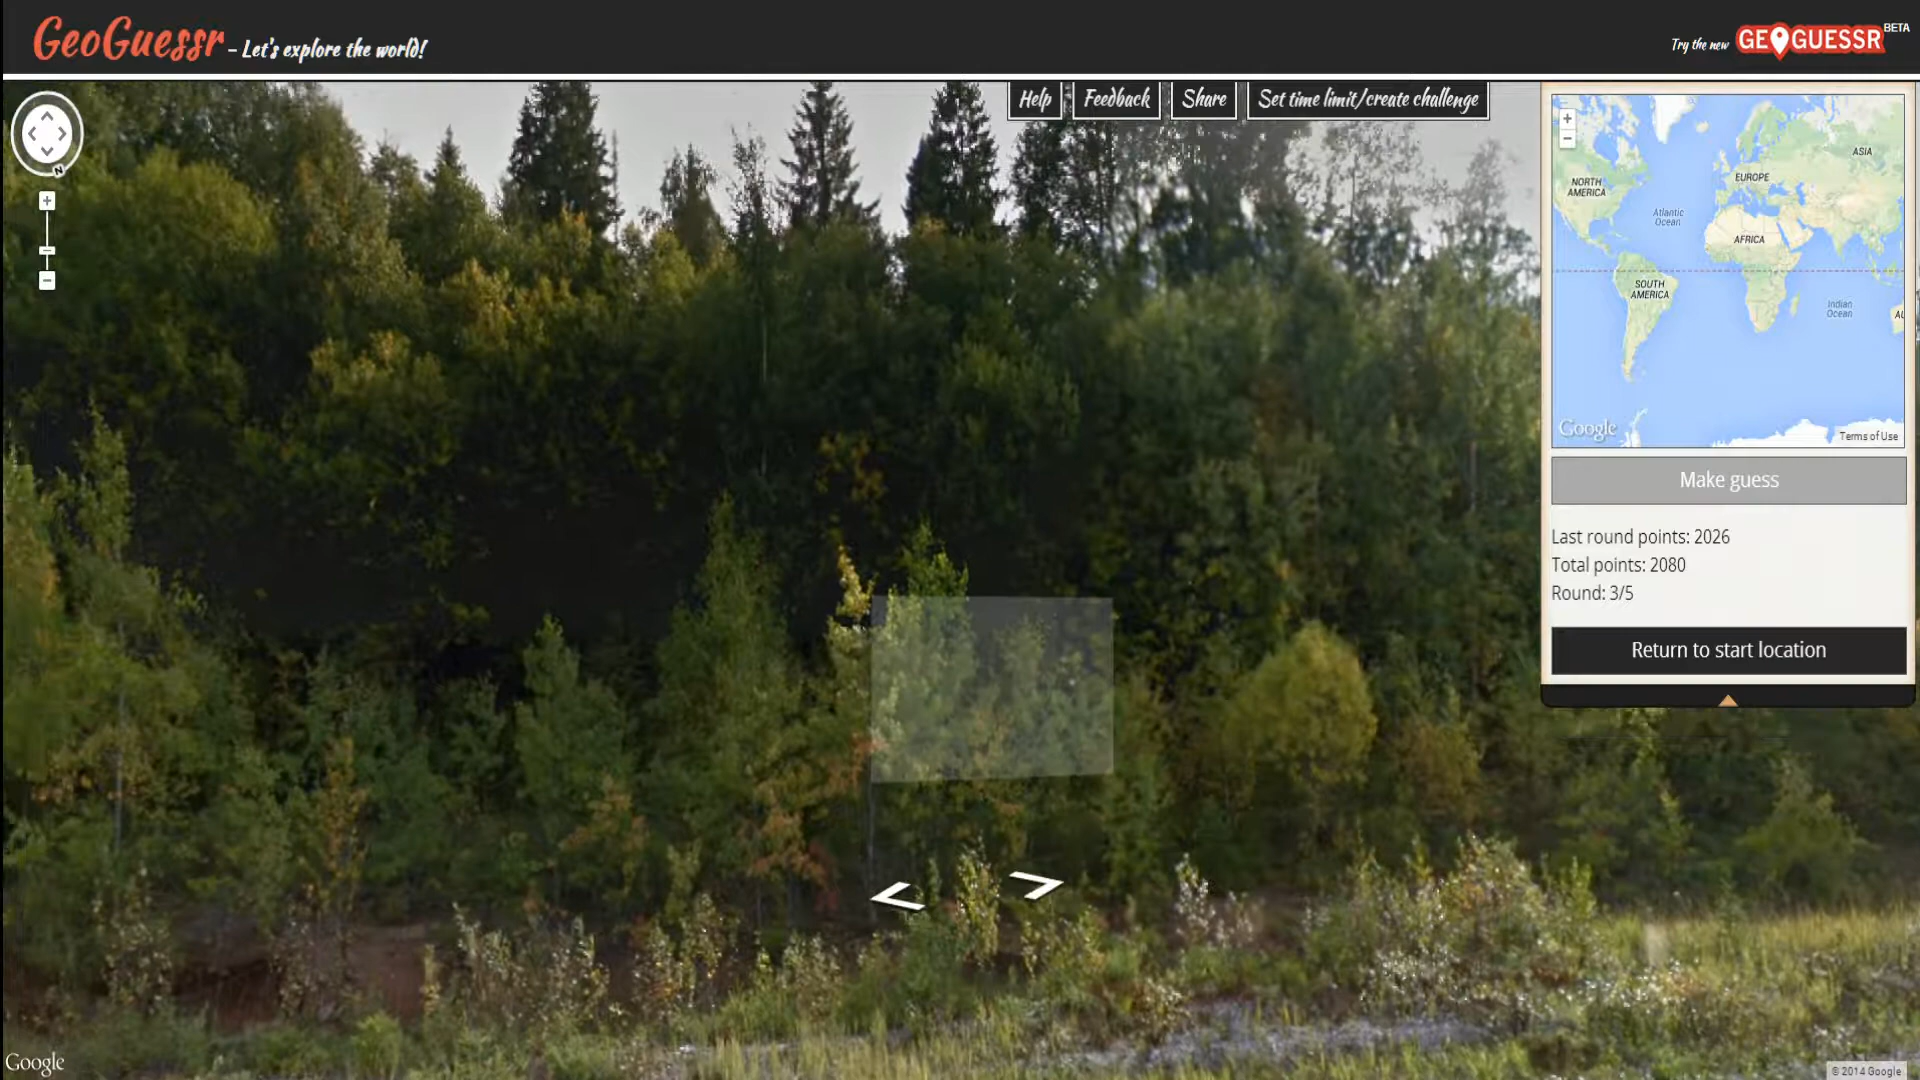 GeoGuessr - Let's explore the world!
Try the new GEOGUESSR BETA
Help Feedback Share Set time limit/create challenge
N
NORTH AMERICA
ASIA
EUROPE
Atlantic Ocean
AFRICA
SOUTH AMERICA
Indian Ocean
AU
Google
Terms of Use
Make guess
Last round points: 2026
Total points: 2080
Round: 3/5
Return to start location
Google
© 2014 Google